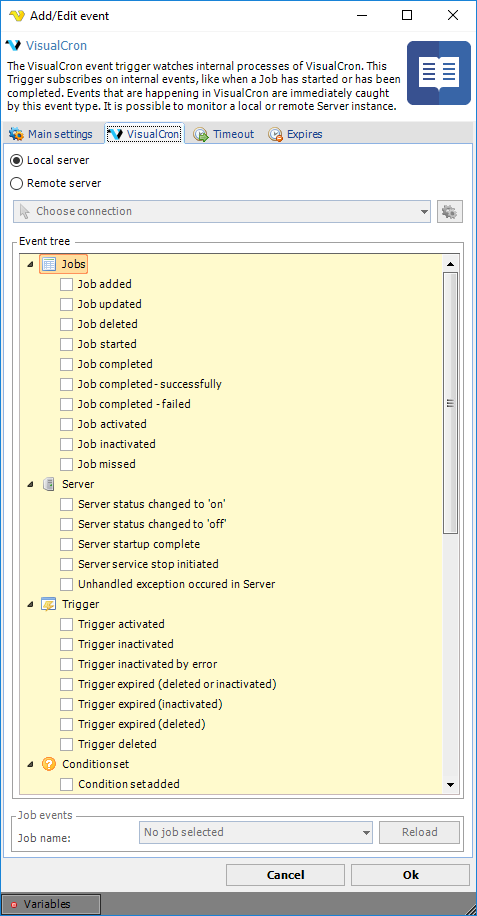 Add/Edit event
VisualCron
The VisualCron event trigger watches internal processes of VisualCron. This
Trigger subscribes on internal events, like when a Job has started or has been
completed. Events that are happening in VisualCron are immediately caught
by this event type. It is possible to monitor a local or remote Server instance.
Main settings VisualCron Timeout Expires
Local server
Remote server
Choose connection
Event tree
Jobs
Job added
Job updated
Job deleted
Job started
Job completed
Job completed - successfully
Job completed - failed
Job activated
Job inactivated
Job missed
Server
Server status changed to 'on'
Server status changed to 'off'
Server startup complete
Server service stop initiated
Unhandled exception occured in Server
Trigger
Trigger activated
Trigger inactivated
Trigger inactivated by error
Trigger expired (deleted or inactivated)
Trigger expired (inactivated)
Trigger expired (deleted)
Trigger deleted
Condition set
Condition set added
Job events
Job name: No job selected Reload
Cancel Ok
Variables